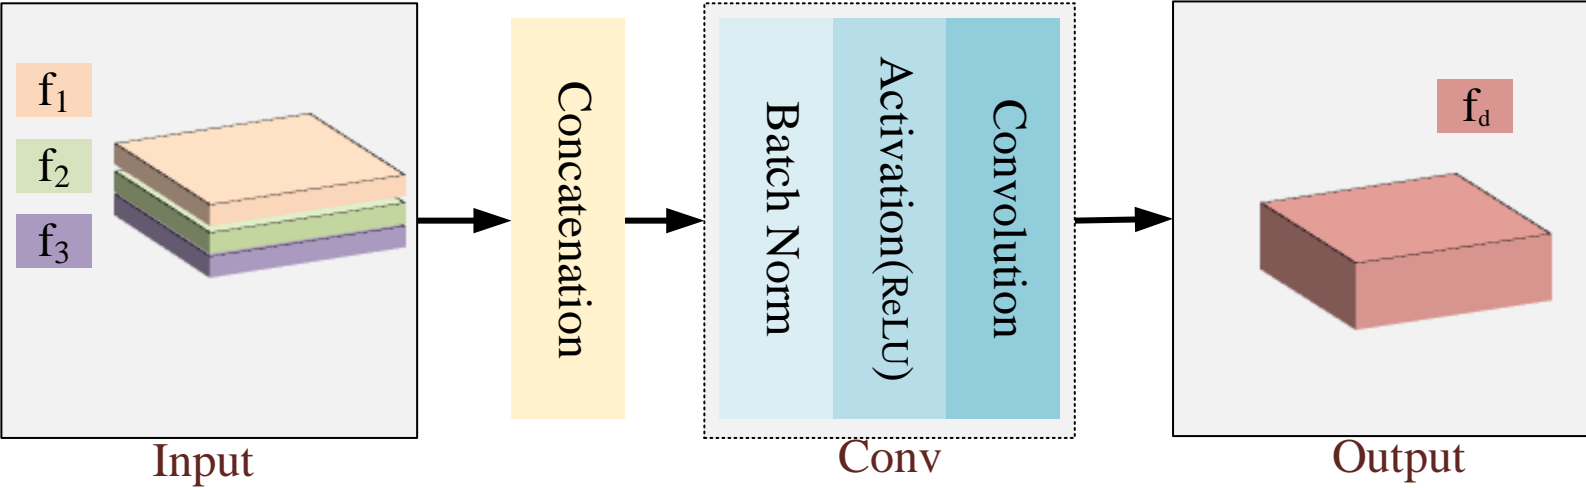 f1
f2
f3
Input
Concatenation
Batch Norm
Activation(ReLU)
Convolution
Conv
fd
Output